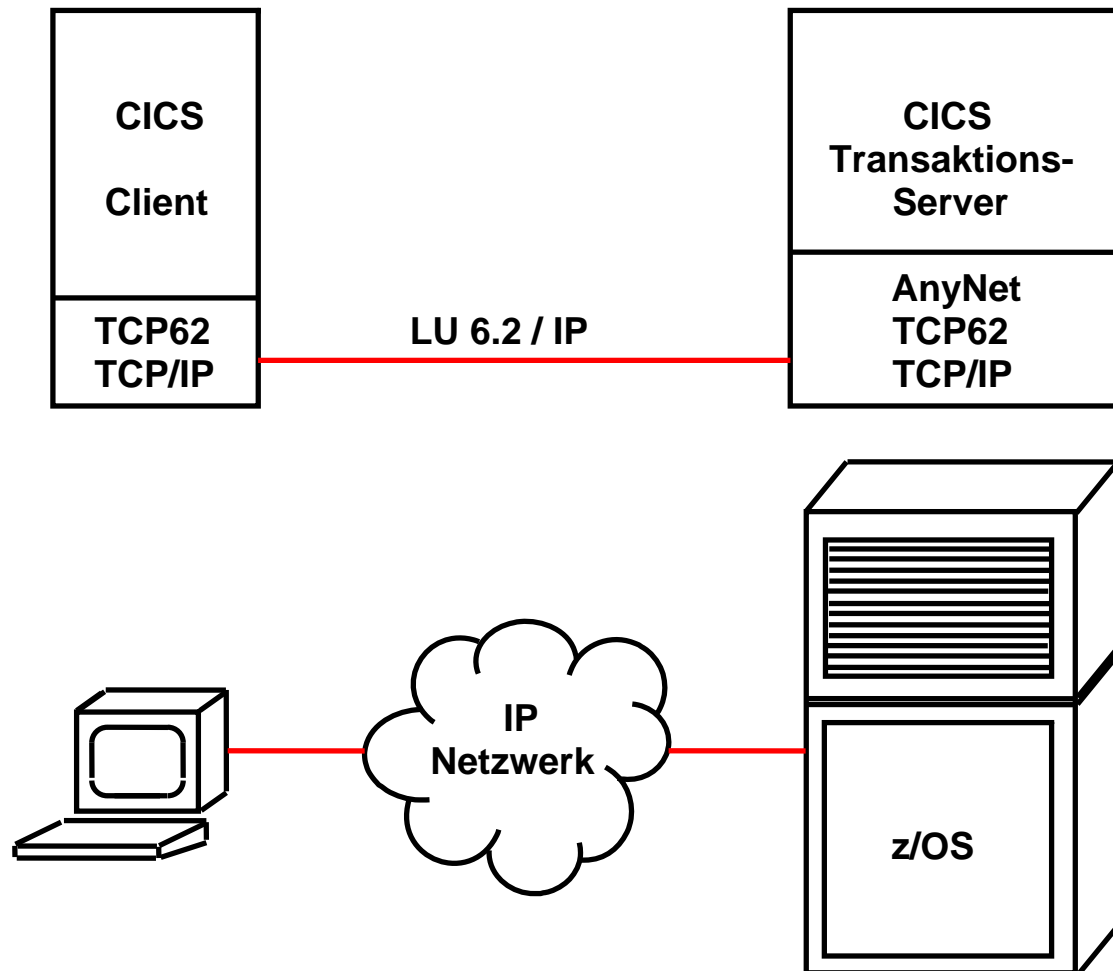 CICS
Client
TCP62
TCP/IP
LU 6.2 / IP
CICS
Transaktions-
Server
AnyNet
TCP62
TCP/IP
IP
Netzwerk
z/OS